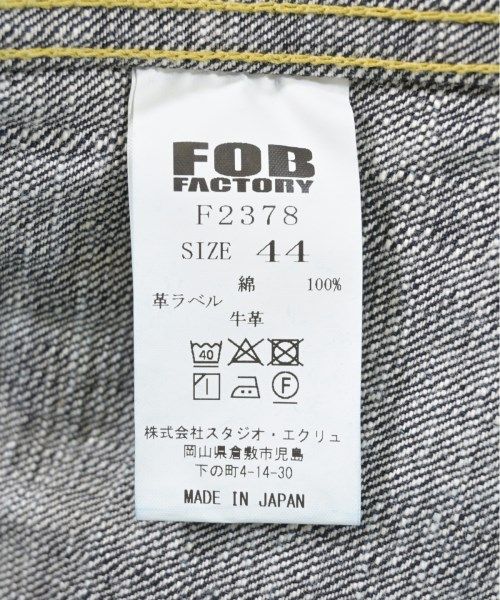 FOB
FACTORY
F2378
SIZE 44
綿 100%
革ラベル
牛革
40
F
株式会社スタジオ・エクリュ
岡山県倉敷市児島
下の町4-14-30
MADE IN JAPAN